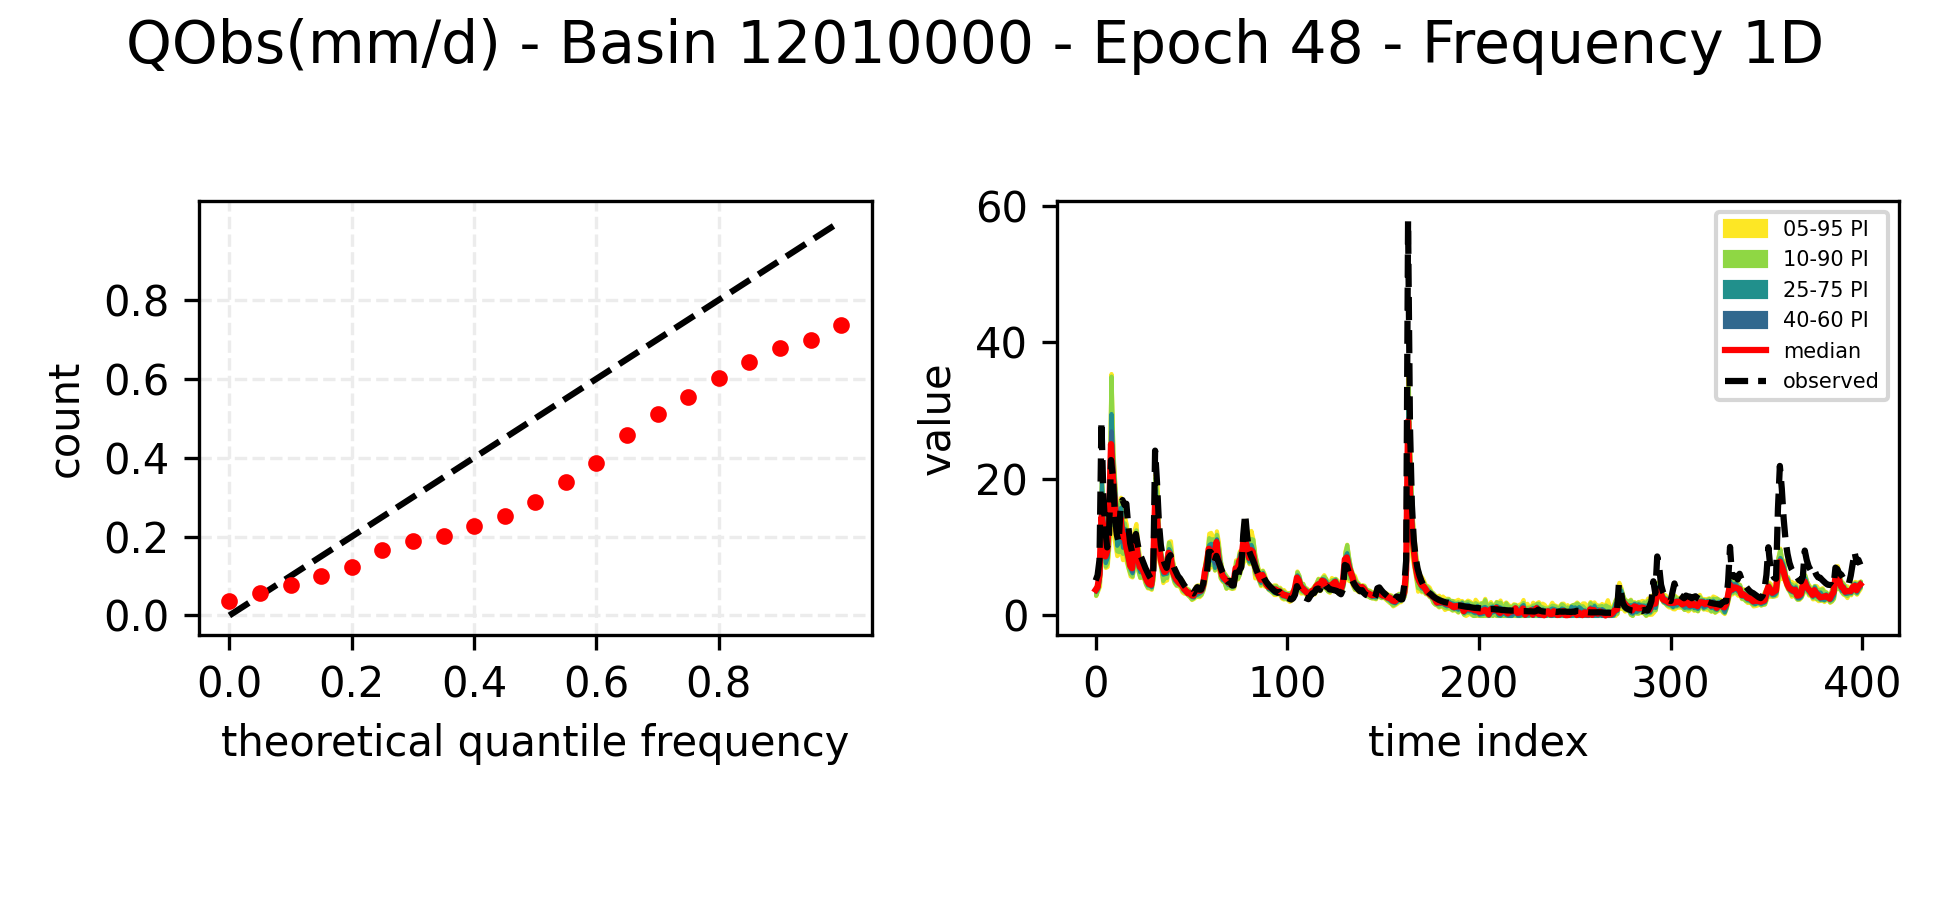 QObs(mm/d) - Basin 12010000 - Epoch 48 - Frequency 1D
count
0.8
0.6
0.4
0.2
0.0
0.0 0.2 0.4 0.6 0.8
theoretical quantile frequency
value
60
40
20
0
0 100 200 300 400
time index
05-95 PI
10-90 PI
25-75 PI
40-60 PI
median
observed